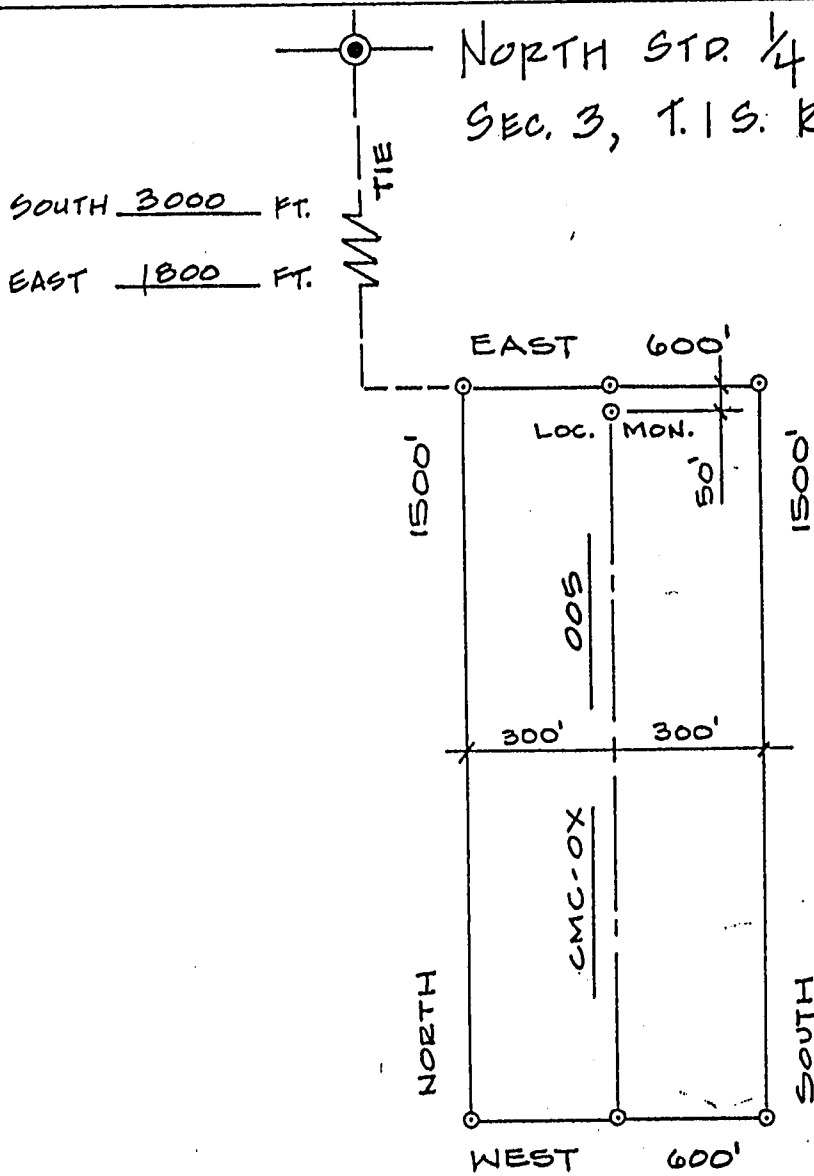 NORTH STD. 1/4
SEC. 3, T. 1 S.
TIE
SOUTH 3000 FT.
EAST 1800 FT.
EAST 600'
LOC. MON.
50'
1500'
1500'
005
300' 300'
CMC-OX
NORTH
SOUTH
WEST 600'